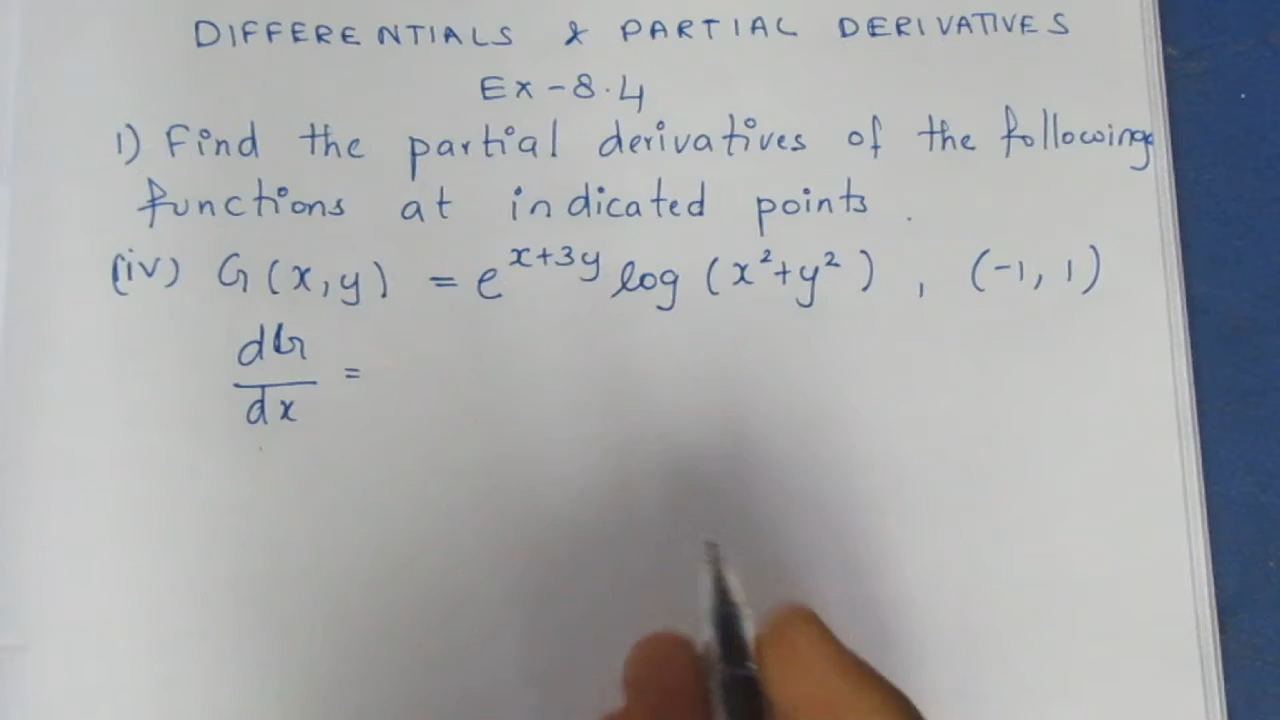 DIFFERENTIALS & PARTIAL DERIVATIVES
Ex - 8.4
1) Find the partial derivatives of the following
functions at indicated points .
(iv) G(x,y) = e^{x+3y} log (x²+y²) , (-1, 1)
dG/dx =